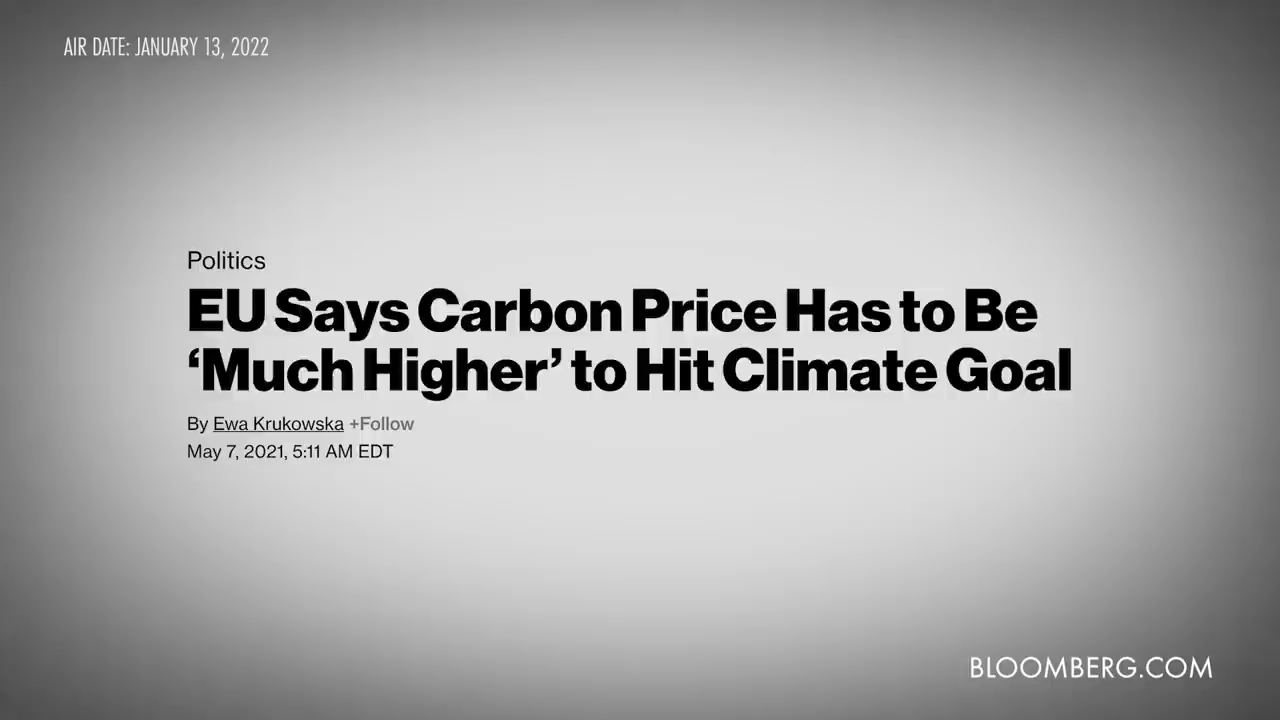 AIR DATE: JANUARY 13, 2022
Politics
EU Says Carbon Price Has to Be
‘Much Higher’ to Hit Climate Goal
By Ewa Krukowska +Follow
May 7, 2021, 5:11 AM EDT
BLOOMBERG.COM